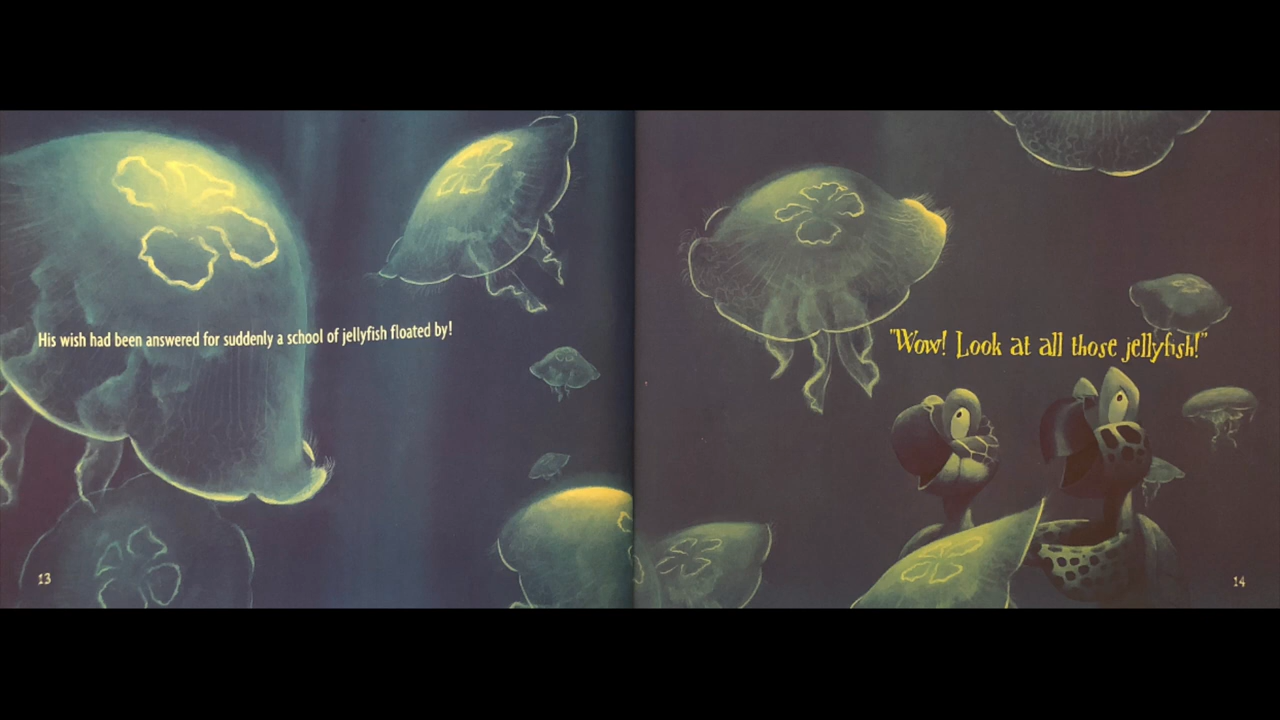 His wish had been answered for suddenly a school of jellyfish floated by!
13
"Wow! Look at all those jellyfish!"
14